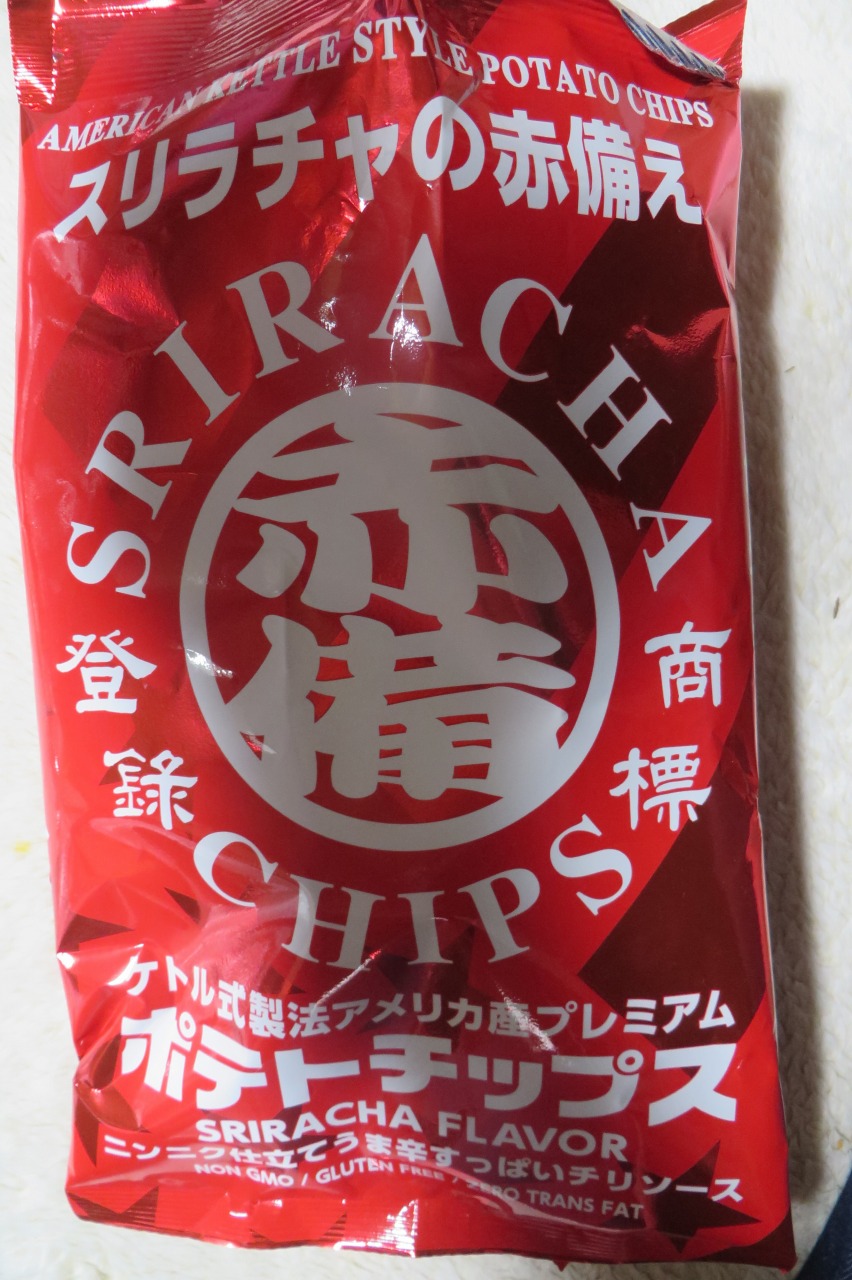 AMERICAN KETTLE STYLE POTATO CHIPS
スリラチャの赤備え
SRIRACHA
赤備
登録
商標
CHIPS
ケトル式製法アメリカ産プレミアム
ポテトチップス
SRIRACHA FLAVOR
ニンニク仕立てうま辛すっぱいチリソース
NON GMO / GLUTEN FREE / ZERO TRANS FAT